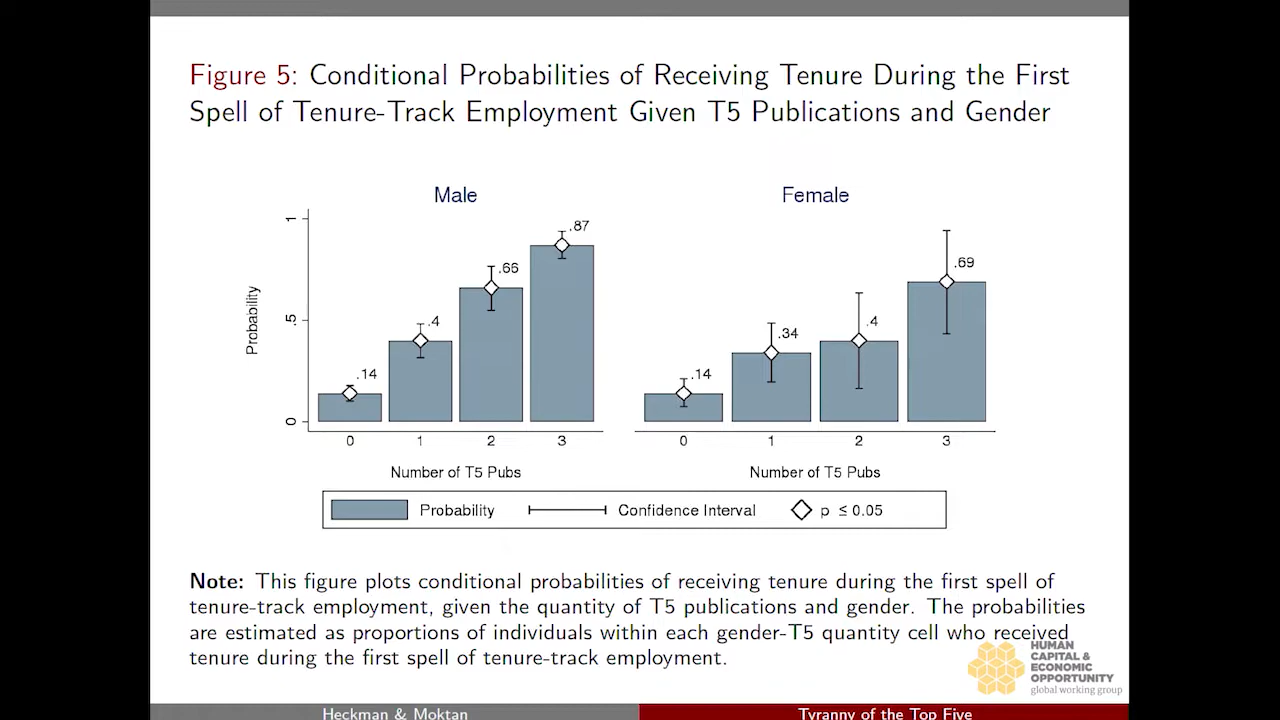 Figure 5: Conditional Probabilities of Receiving Tenure During the First
Spell of Tenure-Track Employment Given T5 Publications and Gender
Male
Female
Probability
1
.5
0
.14
.4
.66
.87
.14
.34
.4
.69
0 1 2 3
0 1 2 3
Number of T5 Pubs
Number of T5 Pubs
Probability
Confidence Interval
p ≤ 0.05
Note: This figure plots conditional probabilities of receiving tenure during the first spell of
tenure-track employment, given the quantity of T5 publications and gender. The probabilities
are estimated as proportions of individuals within each gender-T5 quantity cell who received
tenure during the first spell of tenure-track employment.
HUMAN
CAPITAL &
ECONOMIC
OPPORTUNITY
global working group
Heckman & Moktan
Tyranny of the Top Five